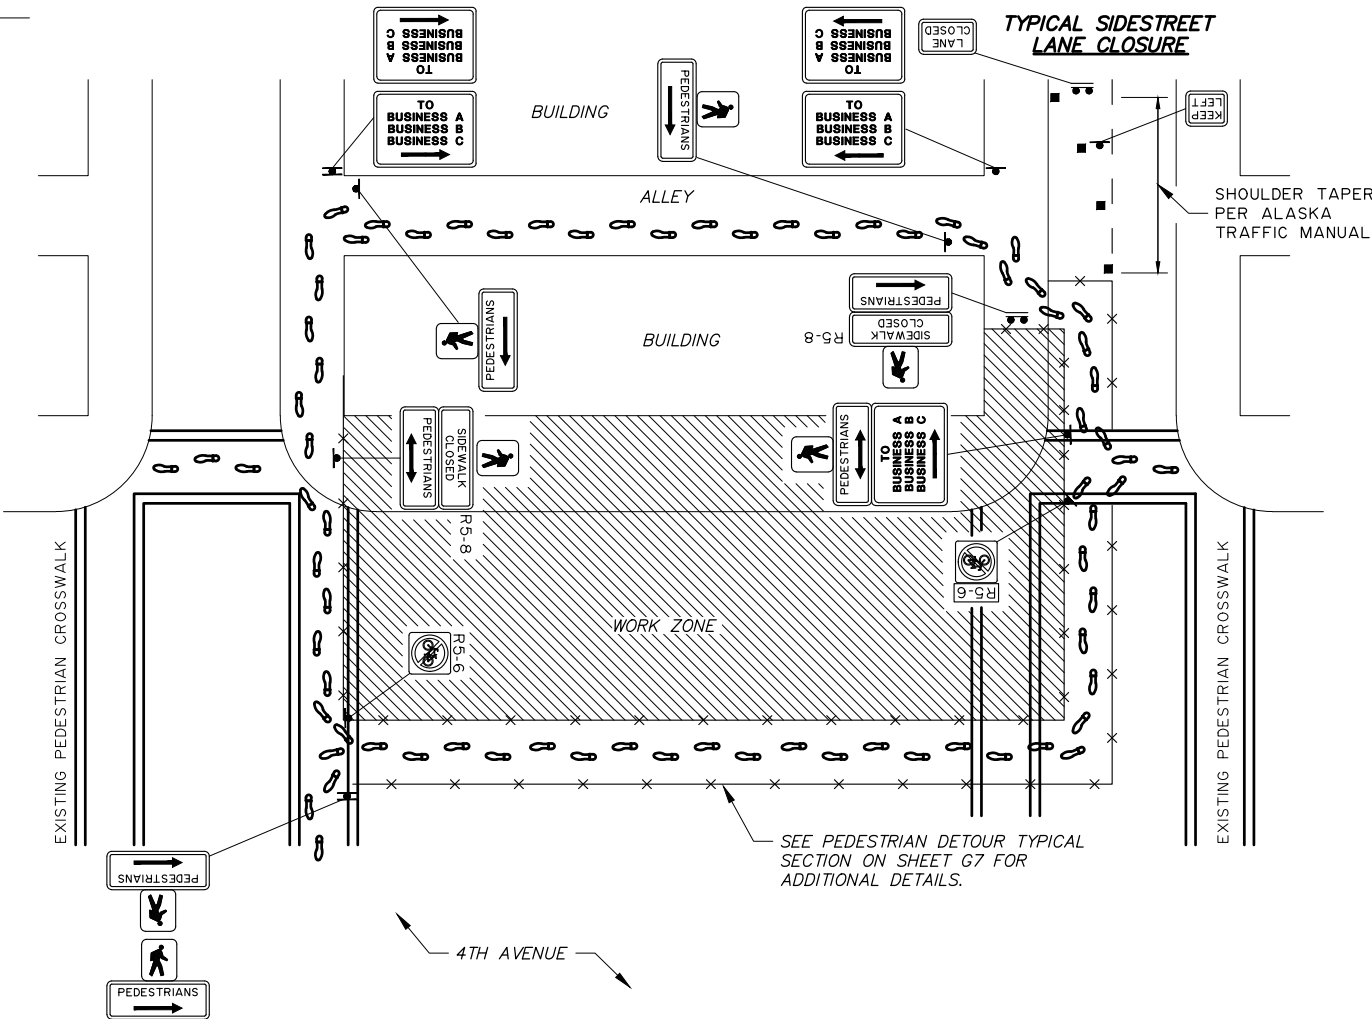 TYPICAL SIDESTREET
LANE CLOSURE
TO
BUSINESS A
BUSINESS B
BUSINESS C
TO
BUSINESS A
BUSINESS B
BUSINESS C
BUILDING
PEDESTRIANS
TO
BUSINESS A
BUSINESS B
BUSINESS C
TO
BUSINESS A
BUSINESS B
BUSINESS C
LANE
CLOSED
KEEP
LEFT
ALLEY
SHOULDER TAPER
PER ALASKA
TRAFFIC MANUAL
PEDESTRIANS
BUILDING
PEDESTRIANS
SIDEWALK
CLOSED
R5-8
PEDESTRIANS
SIDEWALK
CLOSED
R5-8
PEDESTRIANS
TO
BUSINESS A
BUSINESS B
BUSINESS C
EXISTING PEDESTRIAN CROSSWALK
R5-6
WORK ZONE
R5-6
EXISTING PEDESTRIAN CROSSWALK
SEE PEDESTRIAN DETOUR TYPICAL
SECTION ON SHEET G7 FOR
ADDITIONAL DETAILS.
PEDESTRIANS
4TH AVENUE
PEDESTRIANS